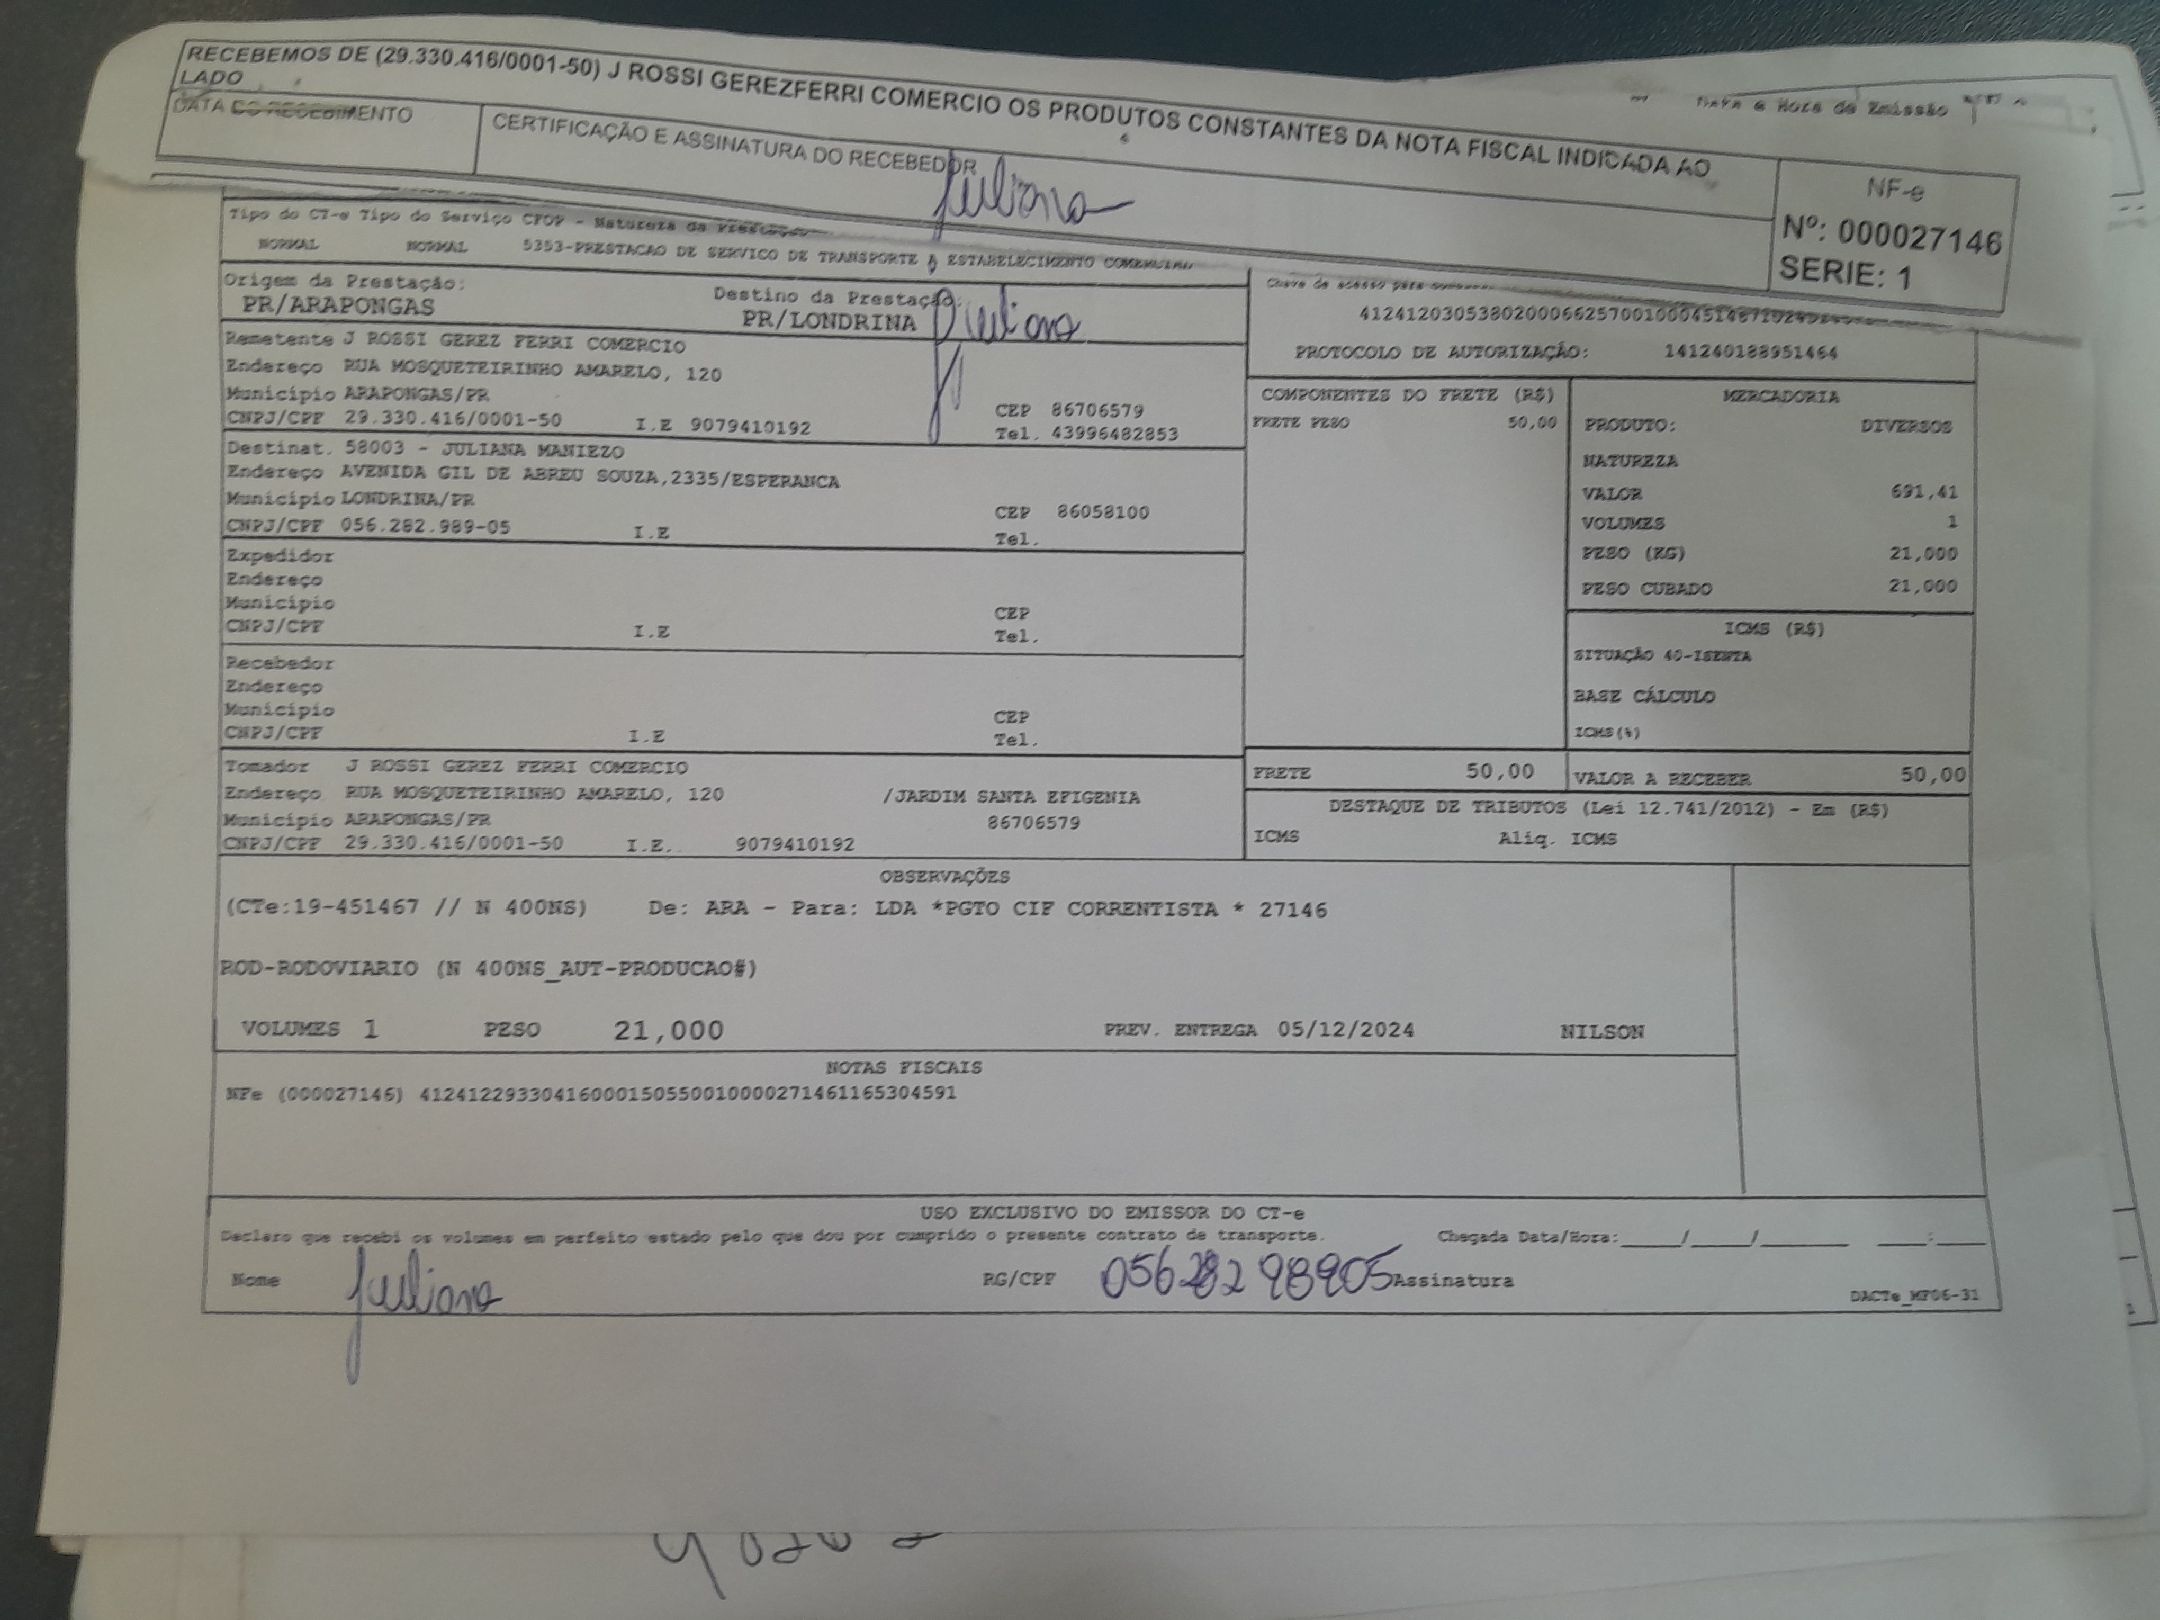 RECEBEMOS DE (29.330.416/0001-50) J ROSSI GEREZFERRI COMERCIO OS PRODUTOS CONSTANTES DA NOTA FISCAL INDICADA AO
LADO
DATA DO RECEBIMENTO
CERTIFICAÇÃO E ASSINATURA DO RECEBEDOR
Juliana
NF-e
Nº: 000027146
SERIE: 1
Data e Hora de Emissão
Tipo do CT-e Tipo do Serviço CFOP - Natureza da Prestação
NORMAL NORMAL 5353-PRESTACAO DE SERVICO DE TRANSPORTE A ESTABELECIMENTO COMERCIAL
Origem da Prestação:
PR/ARAPONGAS
Destino da Prestação:
PR/LONDRINA
Juliana
Chave de acesso para
PROTOCOLO DE AUTORIZAÇÃO: 141240188951464
Remetente J ROSSI GEREZ FERRI COMERCIO
Endereço RUA MOSQUETEIRINHO AMARELO, 120
Município ARAPONGAS/PR CEP 86706579
CNPJ/CPF 29.330.416/0001-50 I.E 9079410192 Tel. 43996482853
Destinat. 58003 - JULIANA MANIEZO
Endereço AVENIDA GIL DE ABREU SOUZA,2335/ESPERANCA
Município LONDRINA/PR CEP 86058100
CNPJ/CPF 056.282.989-05 I.E Tel.
Expedidor
Endereço
Município CEP
CNPJ/CPF I.E Tel.
Recebedor
Endereço
Município CEP
CNPJ/CPF I.E Tel.
Tomador J ROSSI GEREZ FERRI COMERCIO
Endereço RUA MOSQUETEIRINHO AMARELO, 120 /JARDIM SANTA EFIGENIA
Município ARAPONGAS/PR 86706579
CNPJ/CPF 29.330.416/0001-50 I.E. 9079410192
COMPONENTES DO FRETE (R$)
FRETE PESO 50,00
MERCADORIA
PRODUTO: DIVERSOS
NATUREZA
VALOR 691,41
VOLUMES 1
PESO (KG) 21,000
PESO CUBADO 21,000
ICMS (R$)
SITUAÇÃO 40-ISENTA
BASE CÁLCULO
ICMS(%)
FRETE 50,00 VALOR A RECEBER 50,00
DESTAQUE DE TRIBUTOS (Lei 12.741/2012) - Em (R$)
ICMS Aliq. ICMS
OBSERVAÇÕES
(CTe:19-451467 // N 400NS) De: ARA - Para: LDA *PGTO CIF CORRENTISTA * 27146
ROD-RODOVIARIO (N 400NS_AUT-PRODUCAO#)
VOLUMES 1 PESO 21,000 PREV. ENTREGA 05/12/2024 NILSON
NOTAS FISCAIS
NFe (000027146) 41241229330416000150550010000271461165304591
USO EXCLUSIVO DO EMISSOR DO CT-e
Declaro que recebi os volumes em perfeito estado pelo que dou por cumprido o presente contrato de transporte. Chegada Data/Hora:____/____/______ ___:___
Nome Juliana RG/CPF 05628298905 Assinatura
DACTe_MF06-31